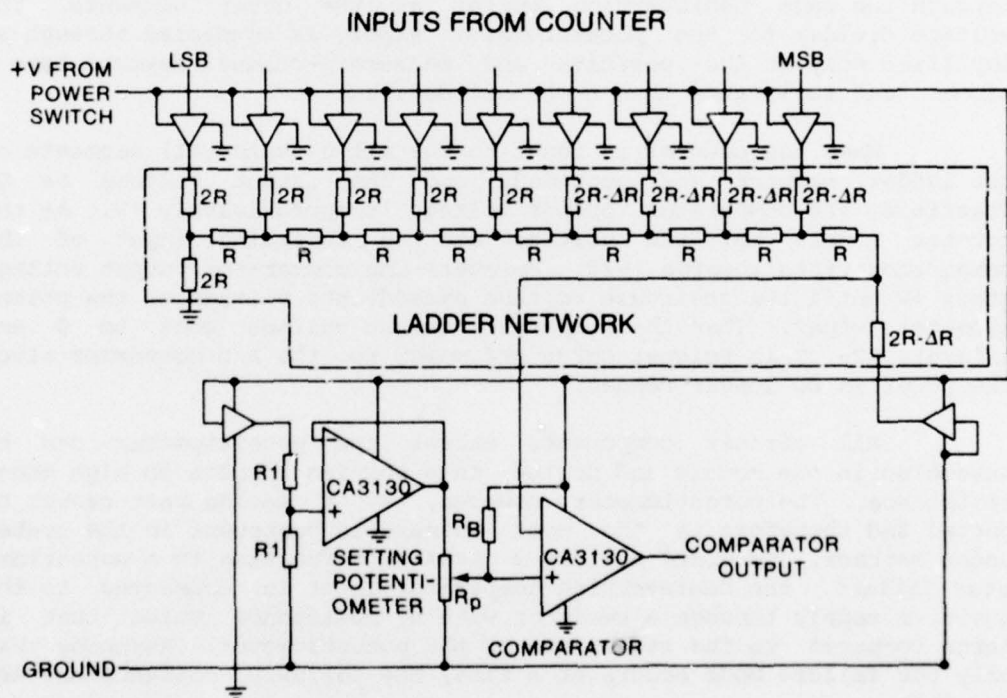 INPUTS FROM COUNTER
+V FROM POWER SWITCH
LSB
MSB
2R 2R 2R 2R 2R 2R-ΔR 2R-ΔR 2R-ΔR 2R-ΔR
R R R R R R R R R
2R
LADDER NETWORK
2R-ΔR
R1
CA3130
+
R1
SETTING POTENTI-
OMETER
RB
Rp
CA3130
-
+
COMPARATOR
OUTPUT
COMPARATOR
GROUND